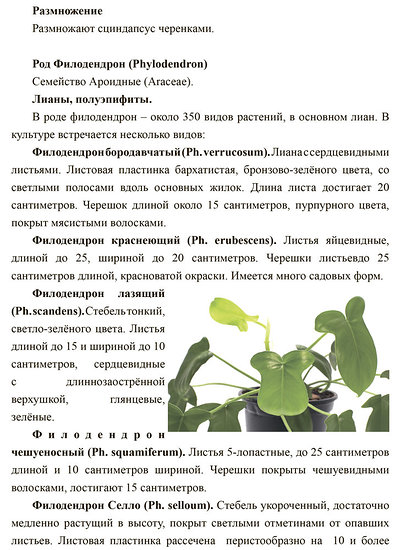 Размножение
Размножают сциндапсус черенками.
Род Филодендрон (Phylodendron)
Семейство Ароидные (Araceae).
Лианы, полуэпифиты.
В роде филодендрон – около 350 видов растений, в основном лиан. В
культуре встречается несколько видов:
Филодендрон бородавчатый (Ph. verrucosum). Лиана с сердцевидными
листьями. Листовая пластинка бархатистая, бронзово-зелёного цвета, со
светлыми полосами вдоль основных жилок. Длина листа достигает 20
сантиметров. Черешок длиной около 15 сантиметров, пурпурного цвета,
покрыт мясистыми волосками.
Филодендрон краснеющий (Ph. erubescens). Листья яйцевидные,
длиной до 25, шириной до 20 сантиметров. Черешки листьевдо 25
сантиметров длиной, красноватой окраски. Имеется много садовых форм.
Филодендрон лазящий
(Ph. scandens). Стебель тонкий,
светло-зелёного цвета. Листья
длиной до 15 и шириной до 10
сантиметров, сердцевидные
с длиннозаострённой
верхушкой, глянцевые,
зелёные.
Филодендрон
чешуеносный (Ph. squamiferum). Листья 5-лопастные, до 25 сантиметров
длиной и 10 сантиметров шириной. Черешки покрыты чешуевидными
волосками, достигают 15 сантиметров.
Филодендрон Селло (Ph. selloum). Стебель укороченный, достаточно
медленно растущий в высоту, покрыт светлыми отметинами от опавших
листьев. Листовая пластинка рассечена перистообразно на 10 и более